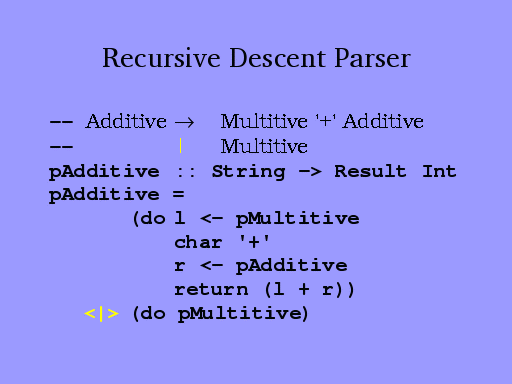 Recursive Descent Parser
-- Additive → Multitive '+' Additive
-- | Multitive
pAdditive :: String -> Result Int
pAdditive =
(do l <- pMultitive
char '+'
r <- pAdditive
return (l + r))
<|> (do pMultitive)